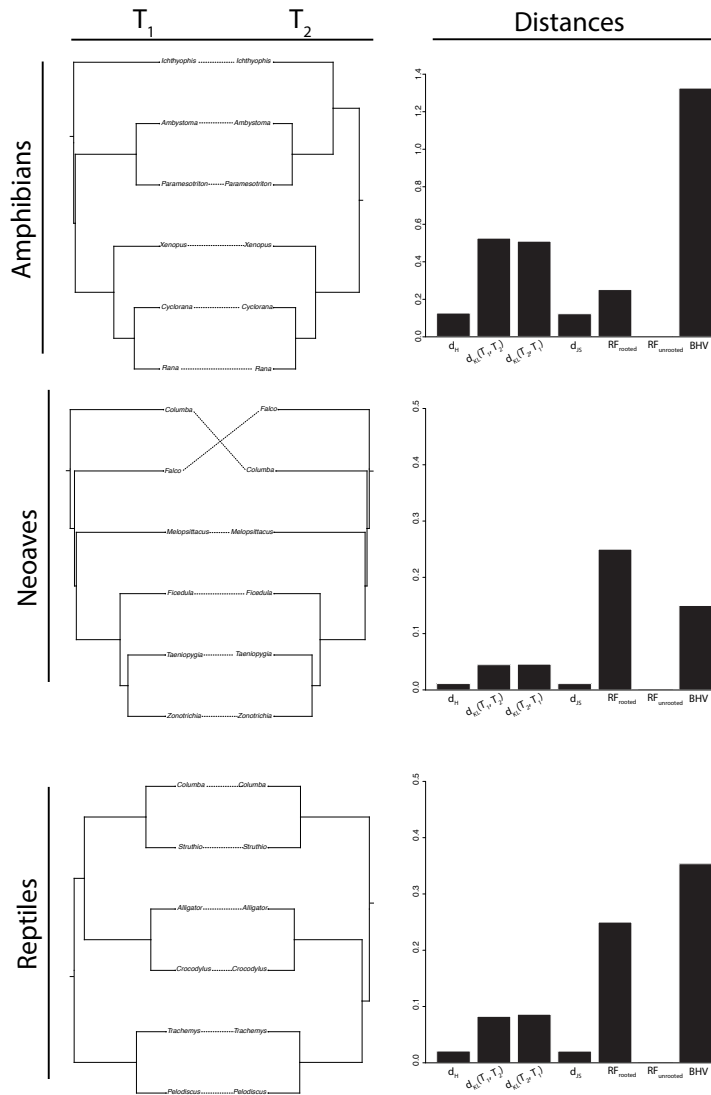 T1 T2 Distances
Amphibians
Ichthyophis Ichthyophis
Ambystoma Ambystoma
Paramesotriton Paramesotriton
Xenopus Xenopus
Cyclorana Cyclorana
Rana Rana
1.4
1.2
1.0
0.8
0.6
0.4
0.2
0.0
dH dKL(T1, T2) dKL(T2, T1) dJS RFrooted RFunrooted BHV
Neoaves
Columba Falco
Falco Columba
Melopsittacus Melopsittacus
Ficedula Ficedula
Taeniopygia Taeniopygia
Zonotrichia Zonotrichia
0.5
0.4
0.3
0.2
0.1
0.0
dH dKL(T1, T2) dKL(T2, T1) dJS RFrooted RFunrooted BHV
Reptiles
Columba Columba
Struthio Struthio
Alligator Alligator
Crocodylus Crocodylus
Trachemys Trachemys
Pelodiscus Pelodiscus
0.5
0.4
0.3
0.2
0.1
0.0
dH dKL(T1, T2) dKL(T2, T1) dJS RFrooted RFunrooted BHV